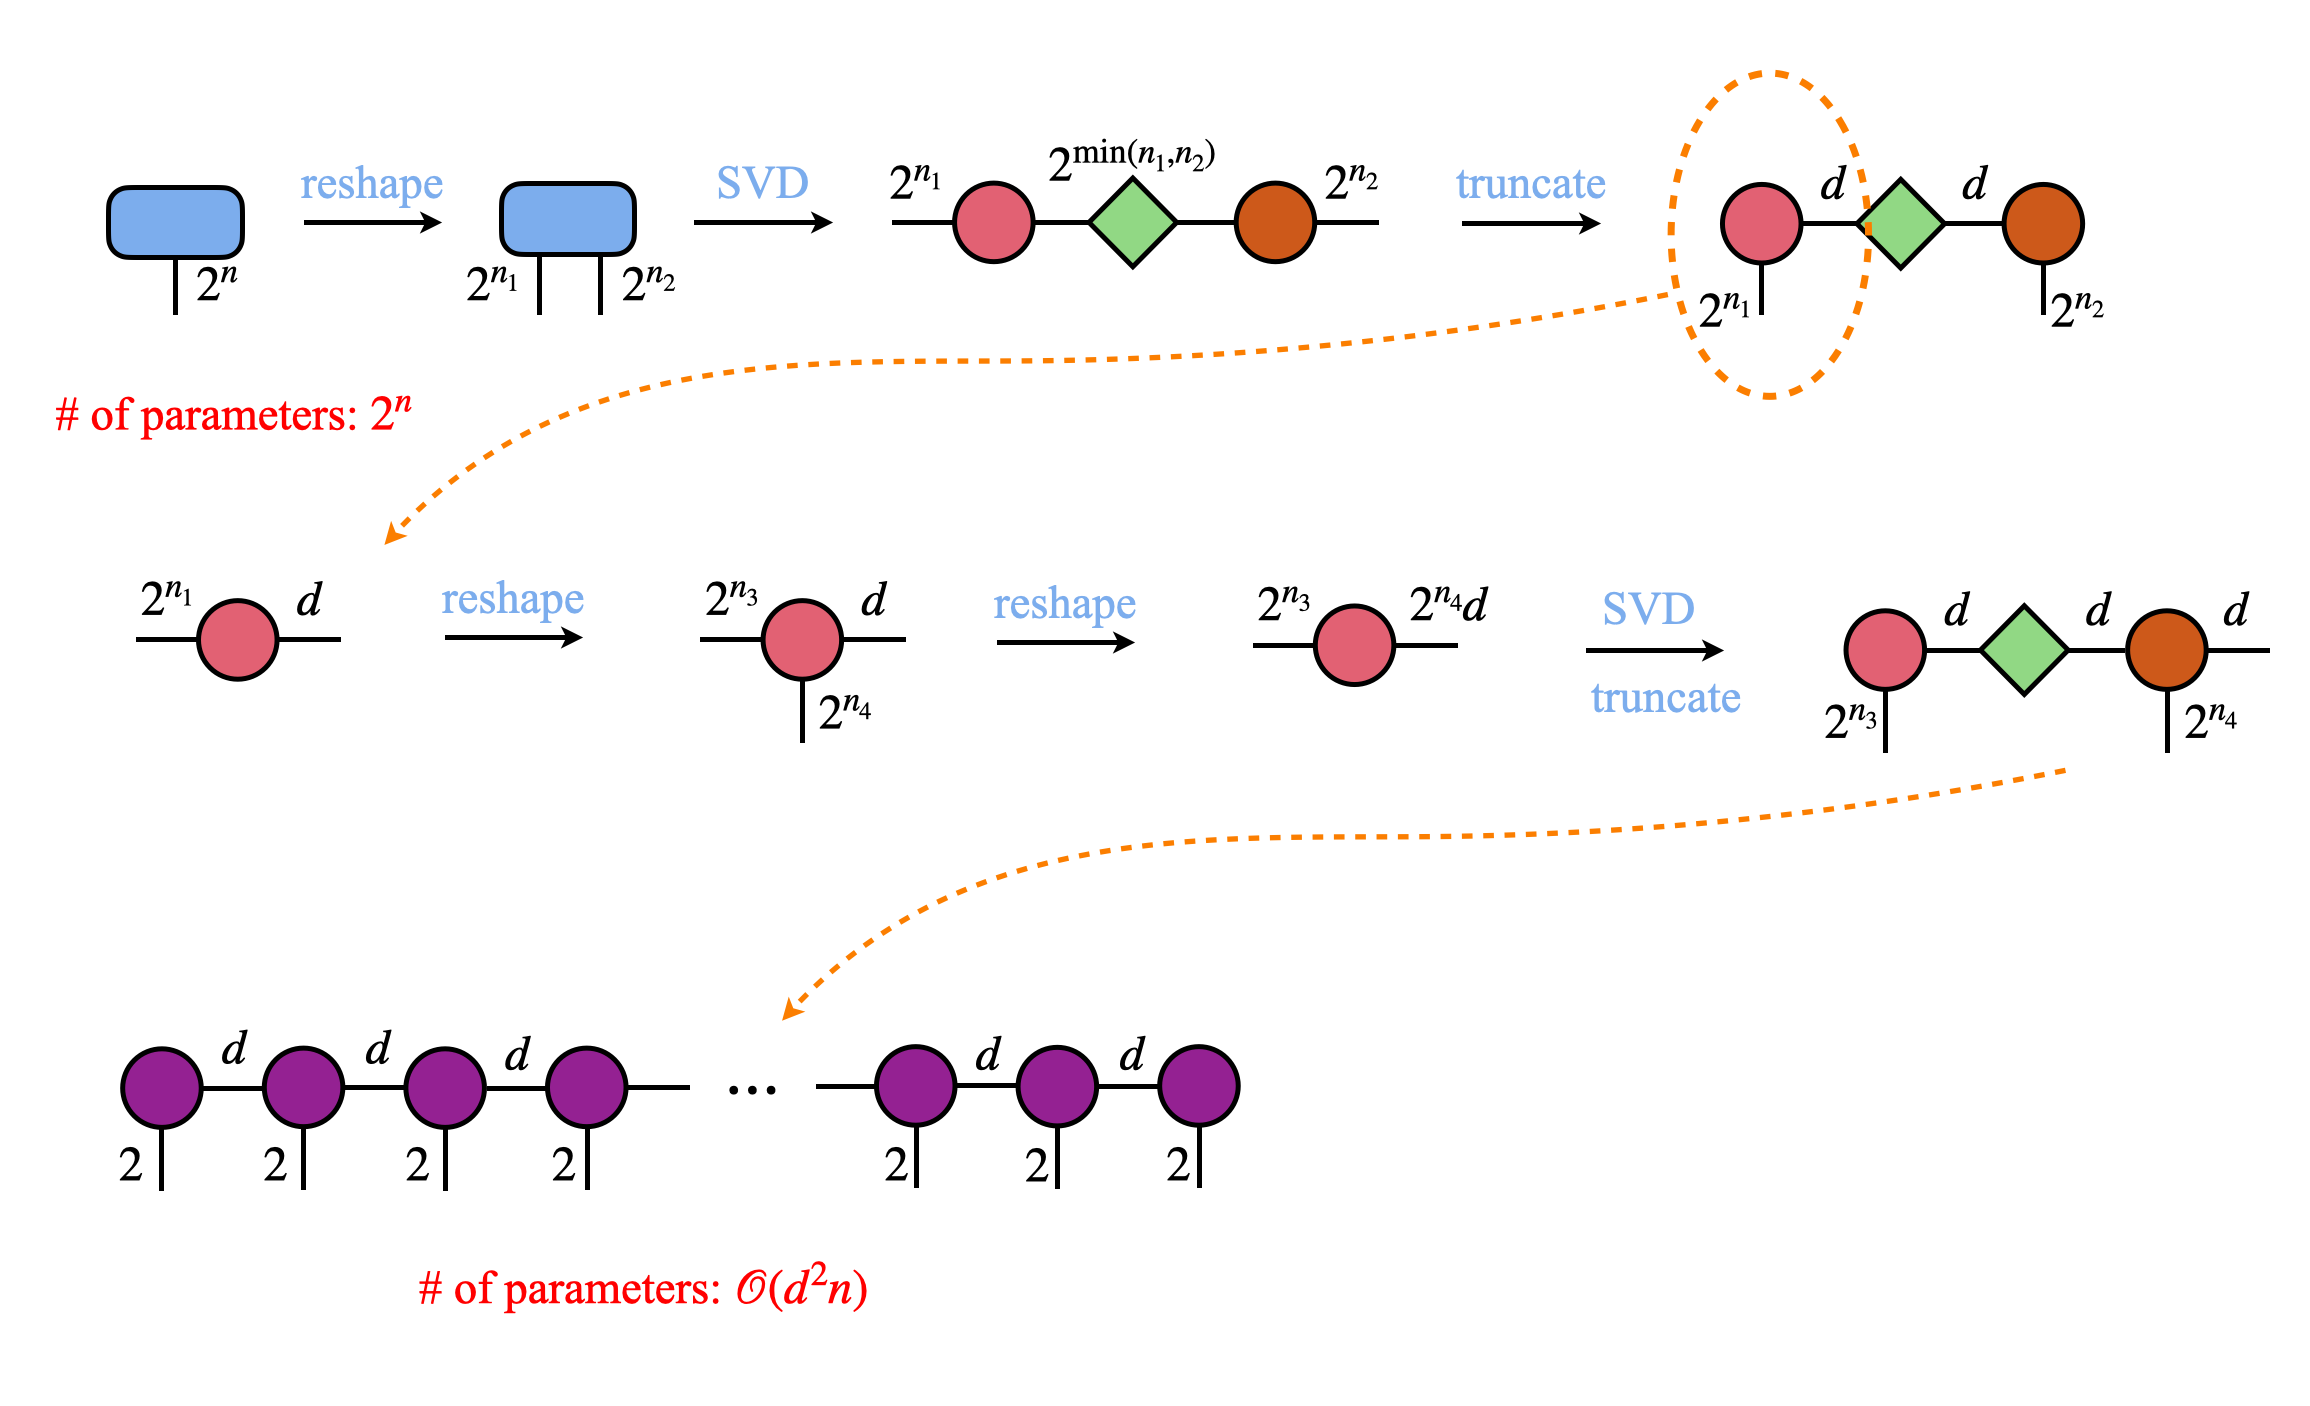 reshape SVD truncate
2^n 2^{n_1} 2^{n_2} 2^{n_1} 2^{min(n_1,n_2)} 2^{n_2} d d 2^{n_1} 2^{n_2}
# of parameters: 2^n
2^{n_1} d reshape 2^{n_3} d reshape 2^{n_3} 2^{n_4}d SVD d d d
2^{n_4} truncate 2^{n_3} 2^{n_4}
d d d ... d d
2 2 2 2 2 2 2
# of parameters: 𝒪(d^2n)